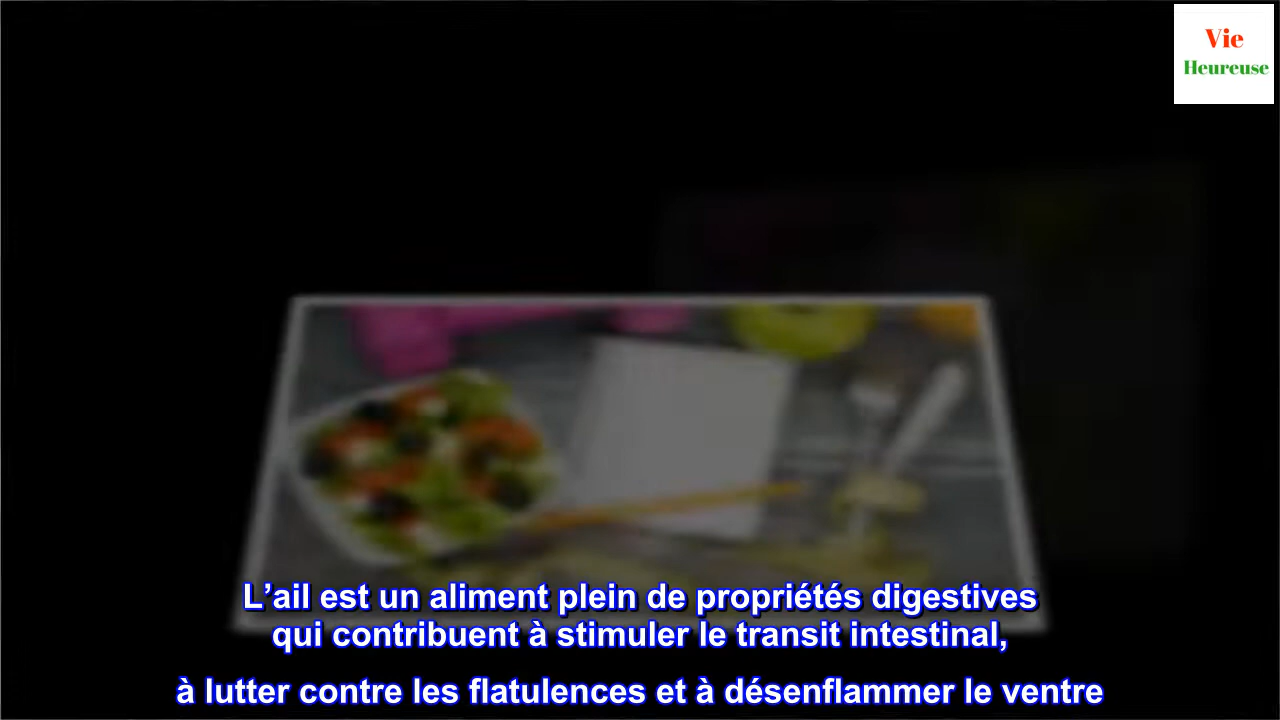 Vie
Heureuse
L’ail est un aliment plein de propriétés digestives
qui contribuent à stimuler le transit intestinal,
à lutter contre les flatulences et à désenflammer le ventre